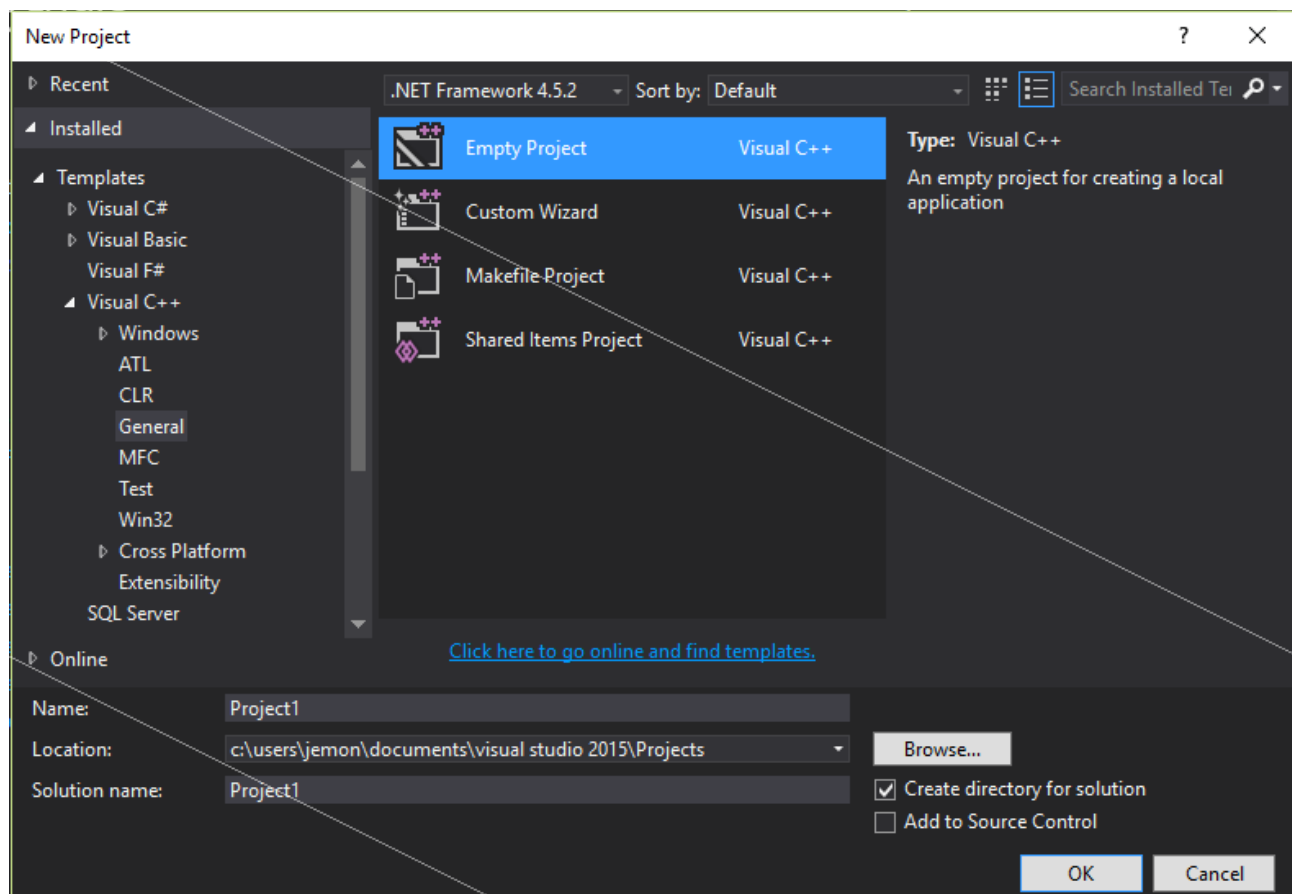 New Project
?
Recent
.NET Framework 4.5.2
Sort by:
Default
Search Installed Te
Installed
Templates
Visual C#
Visual Basic
Visual F#
Visual C++
Windows
ATL
CLR
General
MFC
Test
Win32
Cross Platform
Extensibility
SQL Server
Online
Empty Project Visual C++
Custom Wizard Visual C++
Makefile Project Visual C++
Shared Items Project Visual C++
Click here to go online and find templates.
Type: Visual C++
An empty project for creating a local
application
Name: Project1
Location: c:\users\jemon\documents\visual studio 2015\Projects
Browse...
Solution name: Project1
Create directory for solution
Add to Source Control
OK
Cancel